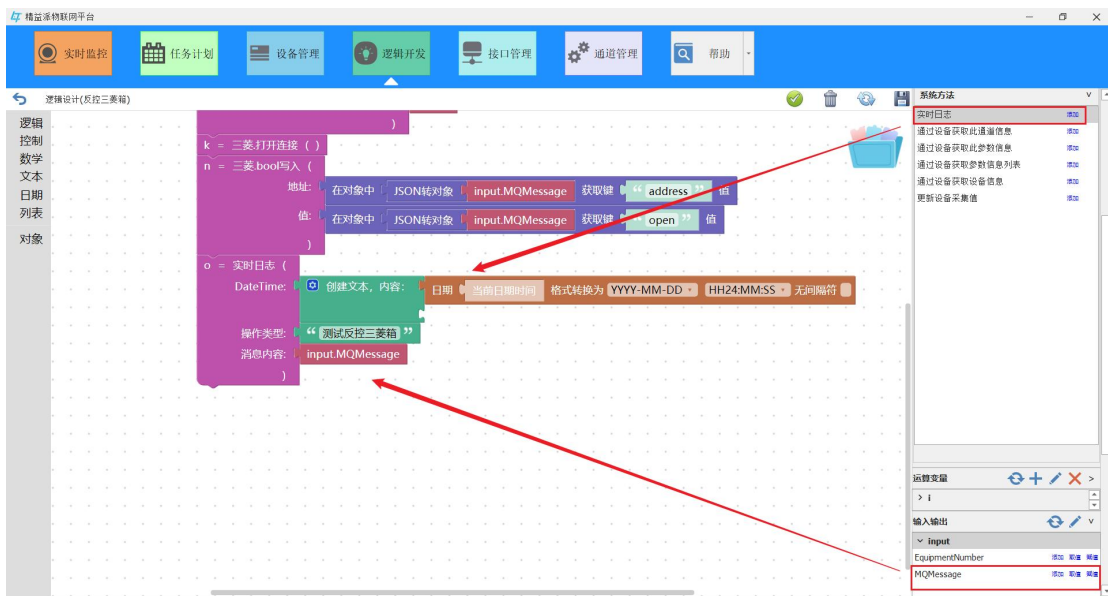 精益派物联网平台
实时监控 任务计划 设备管理 逻辑开发 接口管理 通道管理 帮助
逻辑设计(反控三菱箱)
逻辑
控制
数学
文本
日期
列表
对象
)
k = 三菱.打开连接 ( )
n = 三菱.bool写入 (
地址: 在对象中 JSON转对象 input.MQMessage 获取键 “ address ” 值
值: 在对象中 JSON转对象 input.MQMessage 获取键 “ open ” 值
)
o = 实时日志 (
DateTime: 创建文本，内容: 日期 当前日期时间 格式转换为 YYYY-MM-DD HH24:MM:SS 无间隔符
操作类型: “ 测试反控三菱箱 ”
消息内容: input.MQMessage
)
系统方法
实时日志 添加
通过设备获取此通道信息 添加
通过设备获取此参数信息 添加
通过设备获取参数信息列表 添加
通过设备获取设备信息 添加
更新设备采集值 添加
运算变量
i
输入输出
input
EquipmentNumber 添加 取值 赋值
MQMessage 添加 取值 赋值